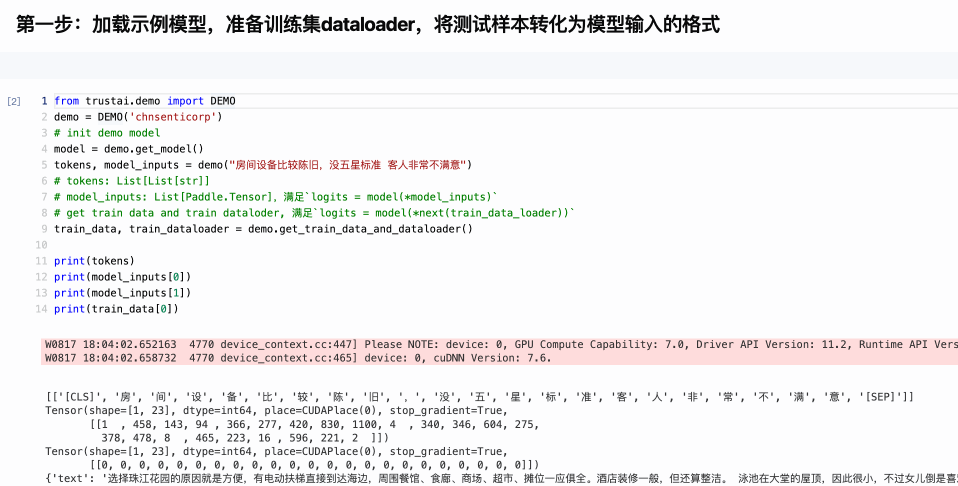 第一步：加载示例模型，准备训练集dataloader，将测试样本转化为模型输入的格式
[2]
1 from trustai.demo import DEMO
2 demo = DEMO('chnsenticorp')
3 # init demo model
4 model = demo.get_model()
5 tokens, model_inputs = demo("房间设备比较陈旧，没五星标准 客人非常不满意")
6 # tokens: List[List[str]]
7 # model_inputs: List[Paddle.Tensor]，满足`logits = model(*model_inputs)`
8 # get train data and train dataloder, 满足`logits = model(*next(train_data_loader))`
9 train_data, train_dataloader = demo.get_train_data_and_dataloader()
10
11 print(tokens)
12 print(model_inputs[0])
13 print(model_inputs[1])
14 print(train_data[0])
W0817 18:04:02.652163  4770 device_context.cc:447] Please NOTE: device: 0, GPU Compute Capability: 7.0, Driver API Version: 11.2, Runtime API Vers
W0817 18:04:02.658732  4770 device_context.cc:465] device: 0, cuDNN Version: 7.6.
[['[CLS]', '房', '间', '设', '备', '比', '较', '陈', '旧', '，', '没', '五', '星', '标', '准', '客', '人', '非', '常', '不', '满', '意', '[SEP]']]
Tensor(shape=[1, 23], dtype=int64, place=CUDAPlace(0), stop_gradient=True,
[[1  , 458, 143, 94 , 366, 277, 420, 830, 1100, 4  , 340, 346, 604, 275,
378, 478, 8  , 465, 223, 16 , 596, 221, 2  ]])
Tensor(shape=[1, 23], dtype=int64, place=CUDAPlace(0), stop_gradient=True,
[[0, 0, 0, 0, 0, 0, 0, 0, 0, 0, 0, 0, 0, 0, 0, 0, 0, 0, 0, 0, 0, 0, 0]])
{'text': '选择珠江花园的原因就是方便，有电动扶梯直接到达海边，周围餐馆、食廊、商场、超市、摊位一应俱全。酒店装修一般，但还算整洁。 泳池在大堂的屋顶，因此很小，不过女儿倒是喜